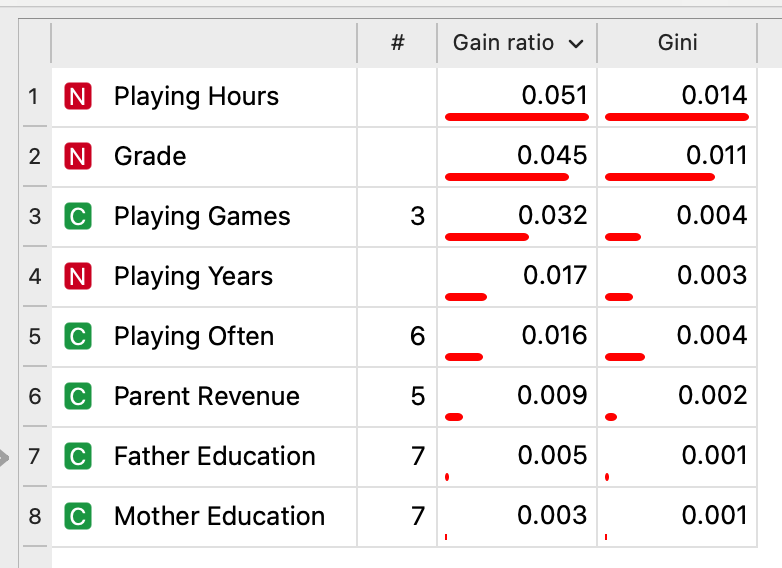 # Gain ratio Gini
1 N Playing Hours 0.051 0.014
2 N Grade 0.045 0.011
3 C Playing Games 3 0.032 0.004
4 N Playing Years 0.017 0.003
5 C Playing Often 6 0.016 0.004
6 C Parent Revenue 5 0.009 0.002
7 C Father Education 7 0.005 0.001
8 C Mother Education 7 0.003 0.001